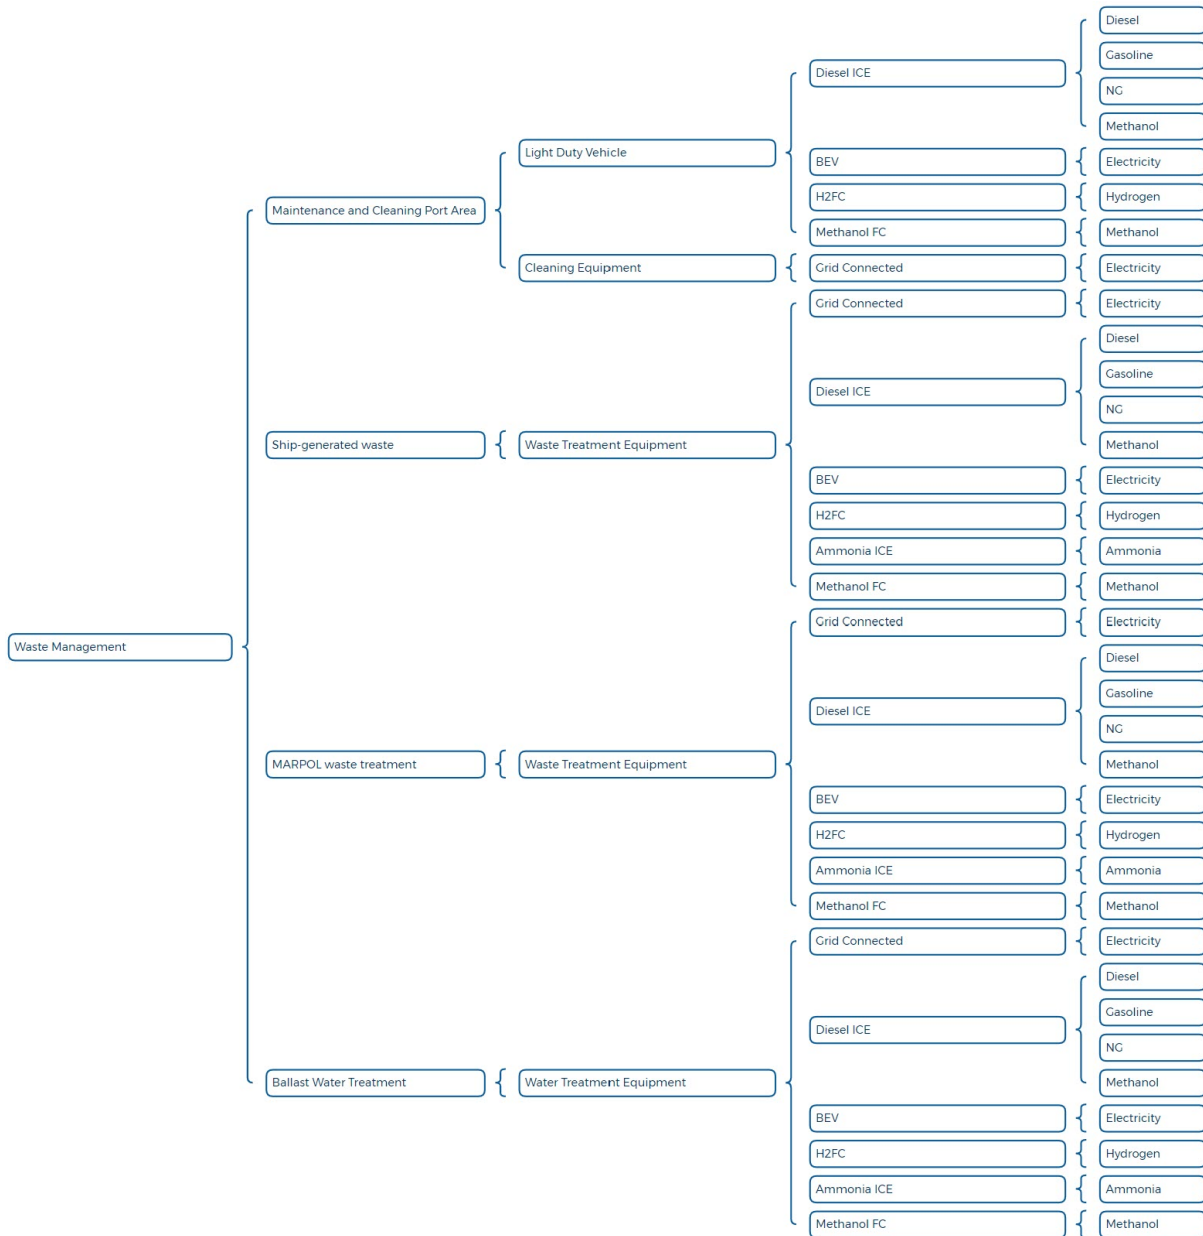 Waste Management
Maintenance and Cleaning Port Area
Light Duty Vehicle
Diesel ICE
Diesel
Gasoline
NG
Methanol
BEV
Electricity
H2FC
Hydrogen
Methanol FC
Methanol
Cleaning Equipment
Grid Connected
Electricity
Ship-generated waste
Waste Treatment Equipment
Grid Connected
Electricity
Diesel ICE
Diesel
Gasoline
NG
Methanol
BEV
Electricity
H2FC
Hydrogen
Ammonia ICE
Ammonia
Methanol FC
Methanol
MARPOL waste treatment
Waste Treatment Equipment
Grid Connected
Electricity
Diesel ICE
Diesel
Gasoline
NG
Methanol
BEV
Electricity
H2FC
Hydrogen
Ammonia ICE
Ammonia
Methanol FC
Methanol
Ballast Water Treatment
Water Treatment Equipment
Grid Connected
Electricity
Diesel ICE
Diesel
Gasoline
NG
Methanol
BEV
Electricity
H2FC
Hydrogen
Ammonia ICE
Ammonia
Methanol FC
Methanol